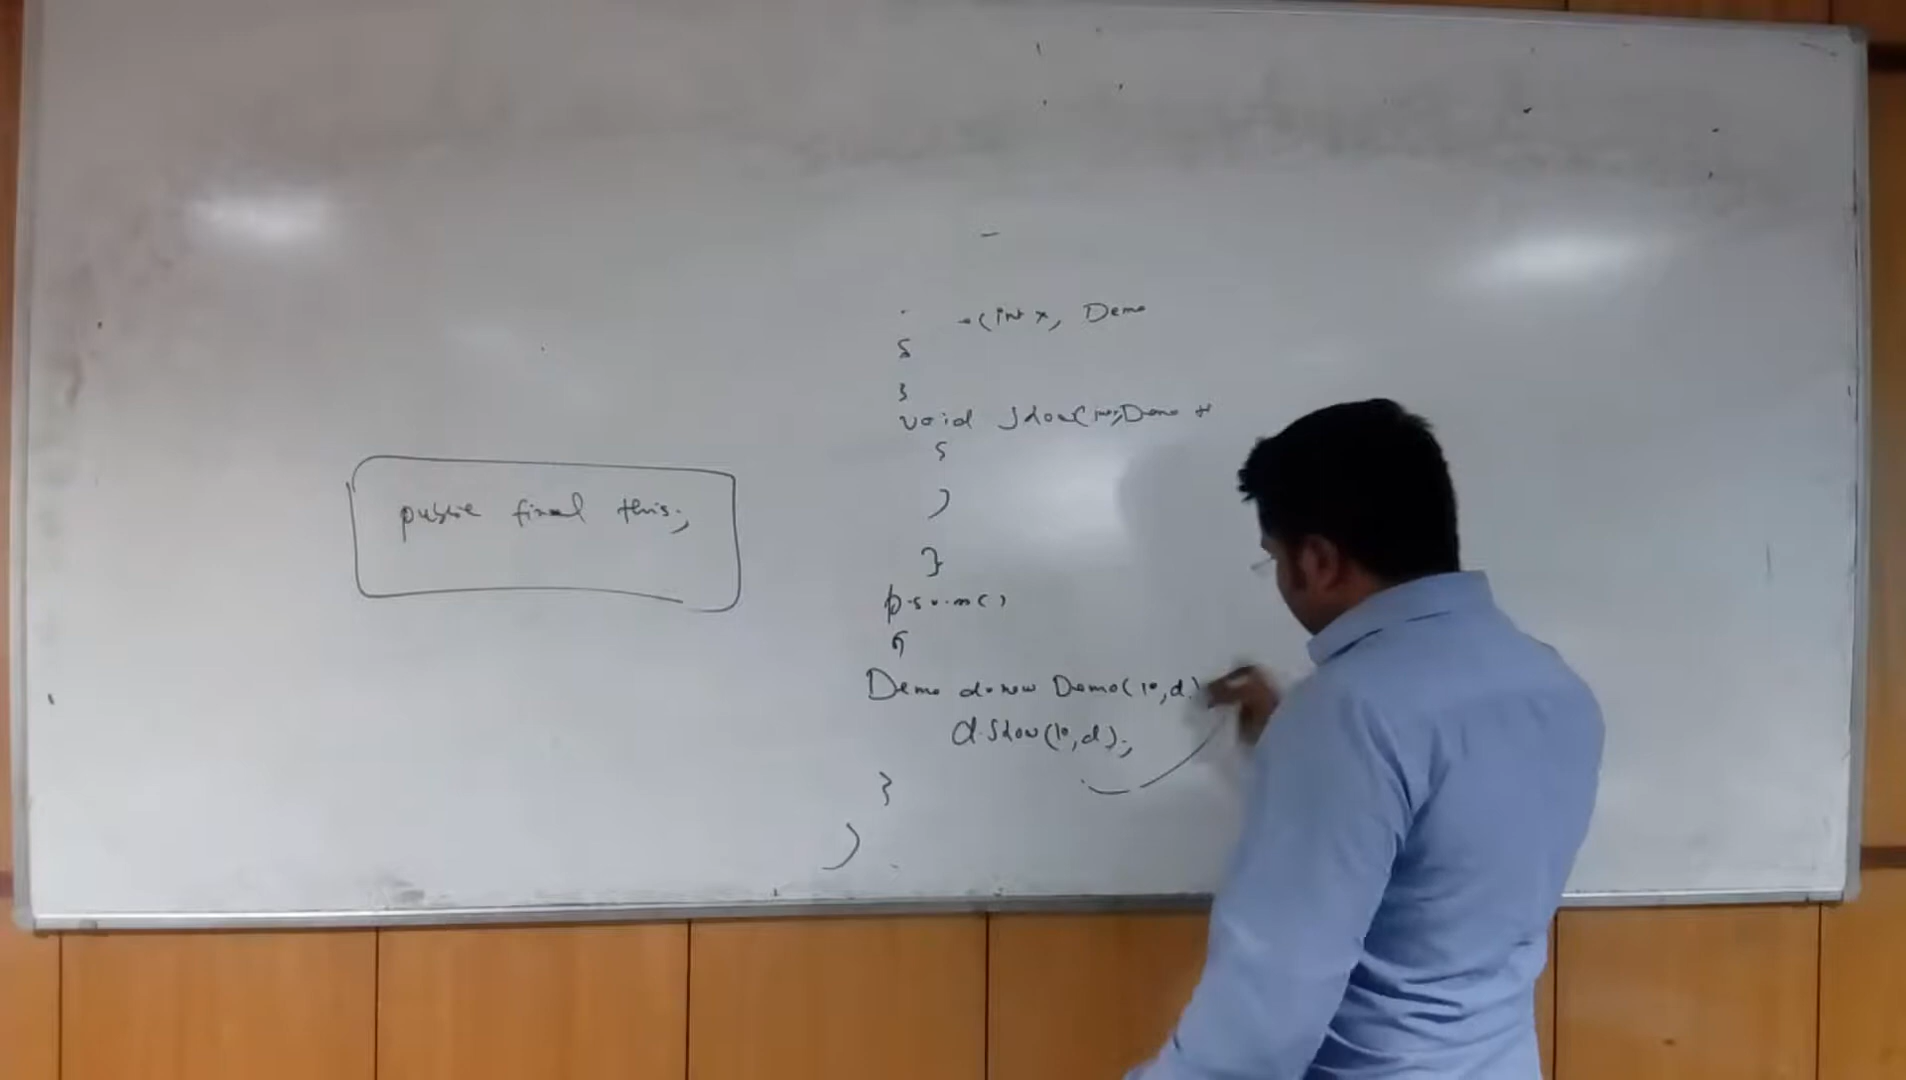 (int x, Demo
{
}
void Show(int, Demo t
{
}
}
public final this;
p.s.v.m()
{
Demo d=new Demo(10,d)
d.Show(10,d);
}
}